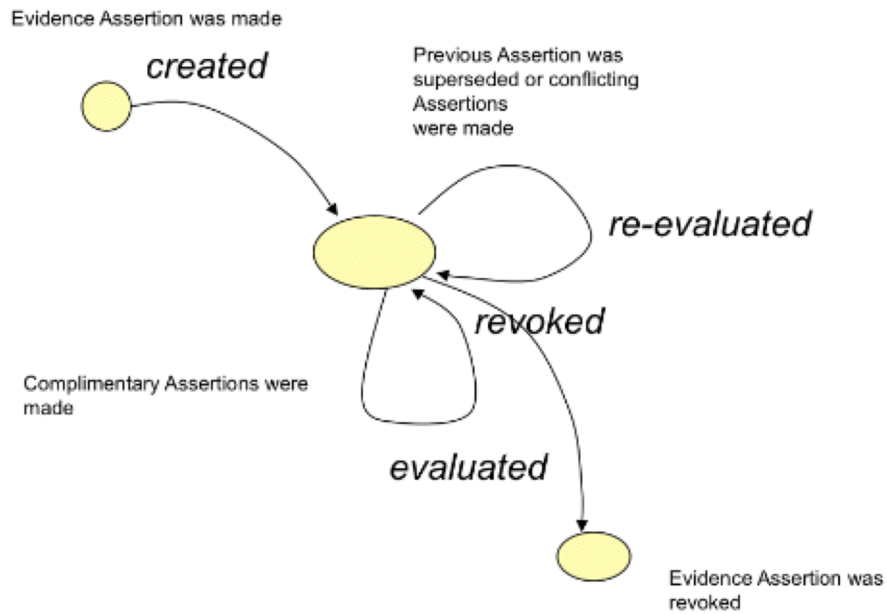 Evidence Assertion was made
created
Previous Assertion was
superseded or conflicting
Assertions
were made
re-evaluated
revoked
Complimentary Assertions were
made
evaluated
Evidence Assertion was
revoked